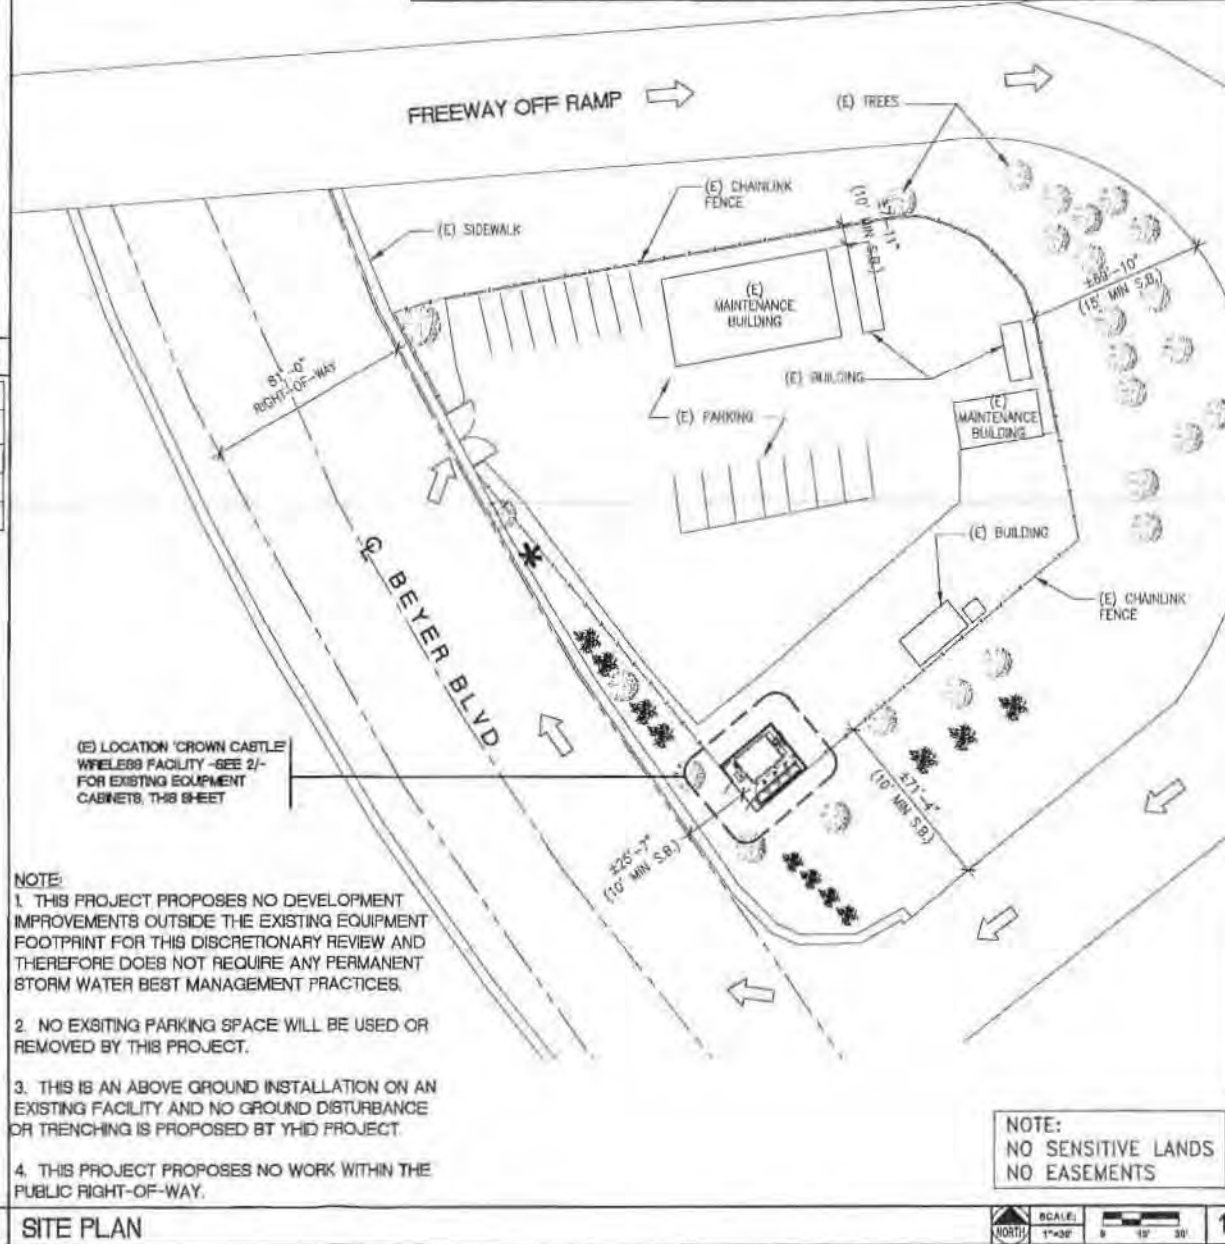 FREEWAY OFF RAMP
(E) TREES
(E) CHAINLINK
FENCE
(E) SIDEWALK
(10' MIN S.B.)
±69'-10"
(15' MIN S.B.)
(E)
MAINTENANCE
BUILDING
81'-0"
RIGHT-OF-WAY
(E) BUILDING
(E) PARKING
(E)
MAINTENANCE
BUILDING
(E) BUILDING
(E) CHAINLINK
FENCE
BEYER BLVD
(E) LOCATION 'CROWN CASTLE'
WIRELESS FACILITY -SEE 2/-
FOR EXISTING EQUIPMENT
CABINETS, THIS SHEET
±71'-4"
(10' MIN S.B.)
±25'-7"
(10' MIN S.B.)
NOTE:
1. THIS PROJECT PROPOSES NO DEVELOPMENT
IMPROVEMENTS OUTSIDE THE EXISTING EQUIPMENT
FOOTPRINT FOR THIS DISCRETIONARY REVIEW AND
THEREFORE DOES NOT REQUIRE ANY PERMANENT
STORM WATER BEST MANAGEMENT PRACTICES.
2. NO EXSITING PARKING SPACE WILL BE USED OR
REMOVED BY THIS PROJECT.
3. THIS IS AN ABOVE GROUND INSTALLATION ON AN
EXISTING FACILITY AND NO GROUND DISTURBANCE
OR TRENCHING IS PROPOSED BT YHID PROJECT
4. THIS PROJECT PROPOSES NO WORK WITHIN THE
PUBLIC RIGHT-OF-WAY.
NOTE:
NO SENSITIVE LANDS
NO EASEMENTS
SITE PLAN
NORTH
SCALE:
1"=30'
0 15' 30'
1